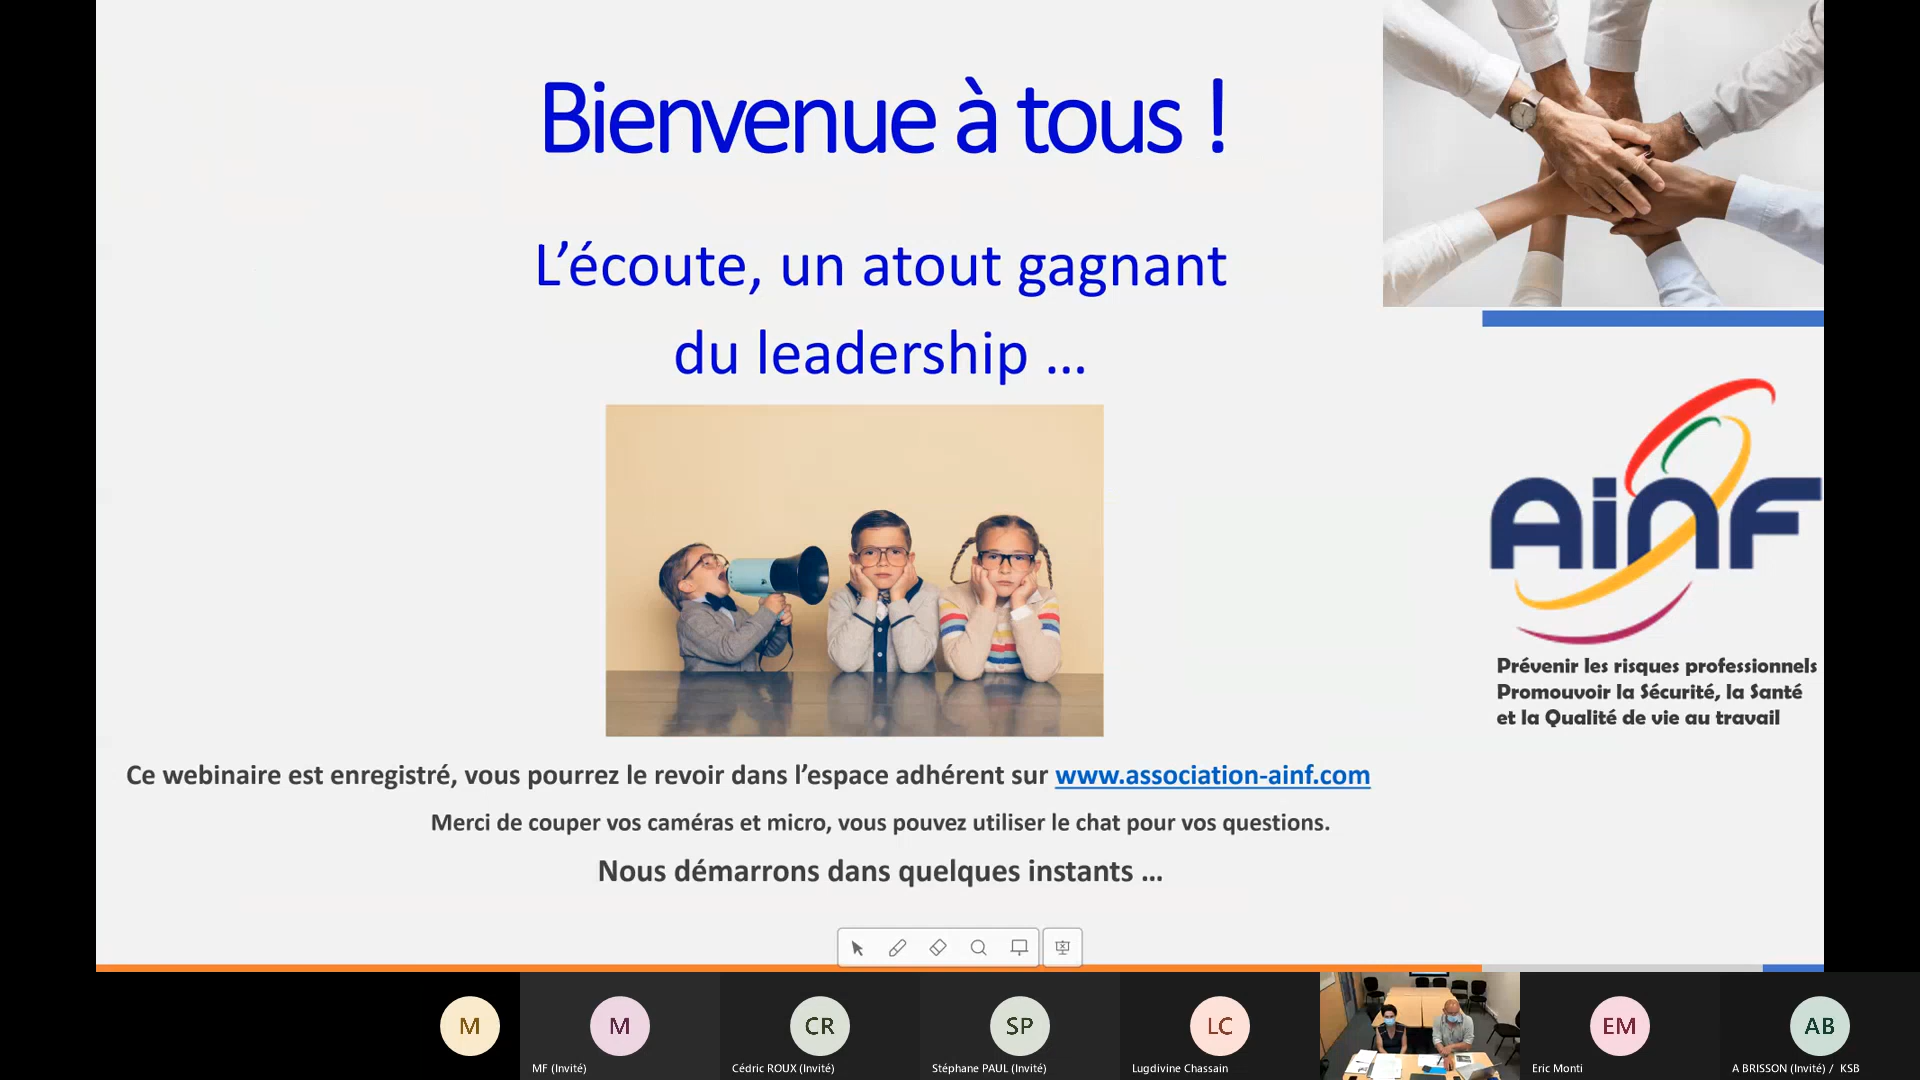 Bienvenue à tous !
L’écoute, un atout gagnant
du leadership ...
Ainf
Prévenir les risques professionnels
Promouvoir la Sécurité, la Santé
et la Qualité de vie au travail
Ce webinaire est enregistré, vous pourrez le revoir dans l’espace adhérent sur www.association-ainf.com
Merci de couper vos caméras et micro, vous pouvez utiliser le chat pour vos questions.
Nous démarrons dans quelques instants ...
M
M
CR
SP
LC
EM
AB
MF (Invité)
Cédric ROUX (Invité)
Stéphane PAUL (Invité)
Lugdivine Chassain
Eric Monti
A BRISSON (Invité) / KSB